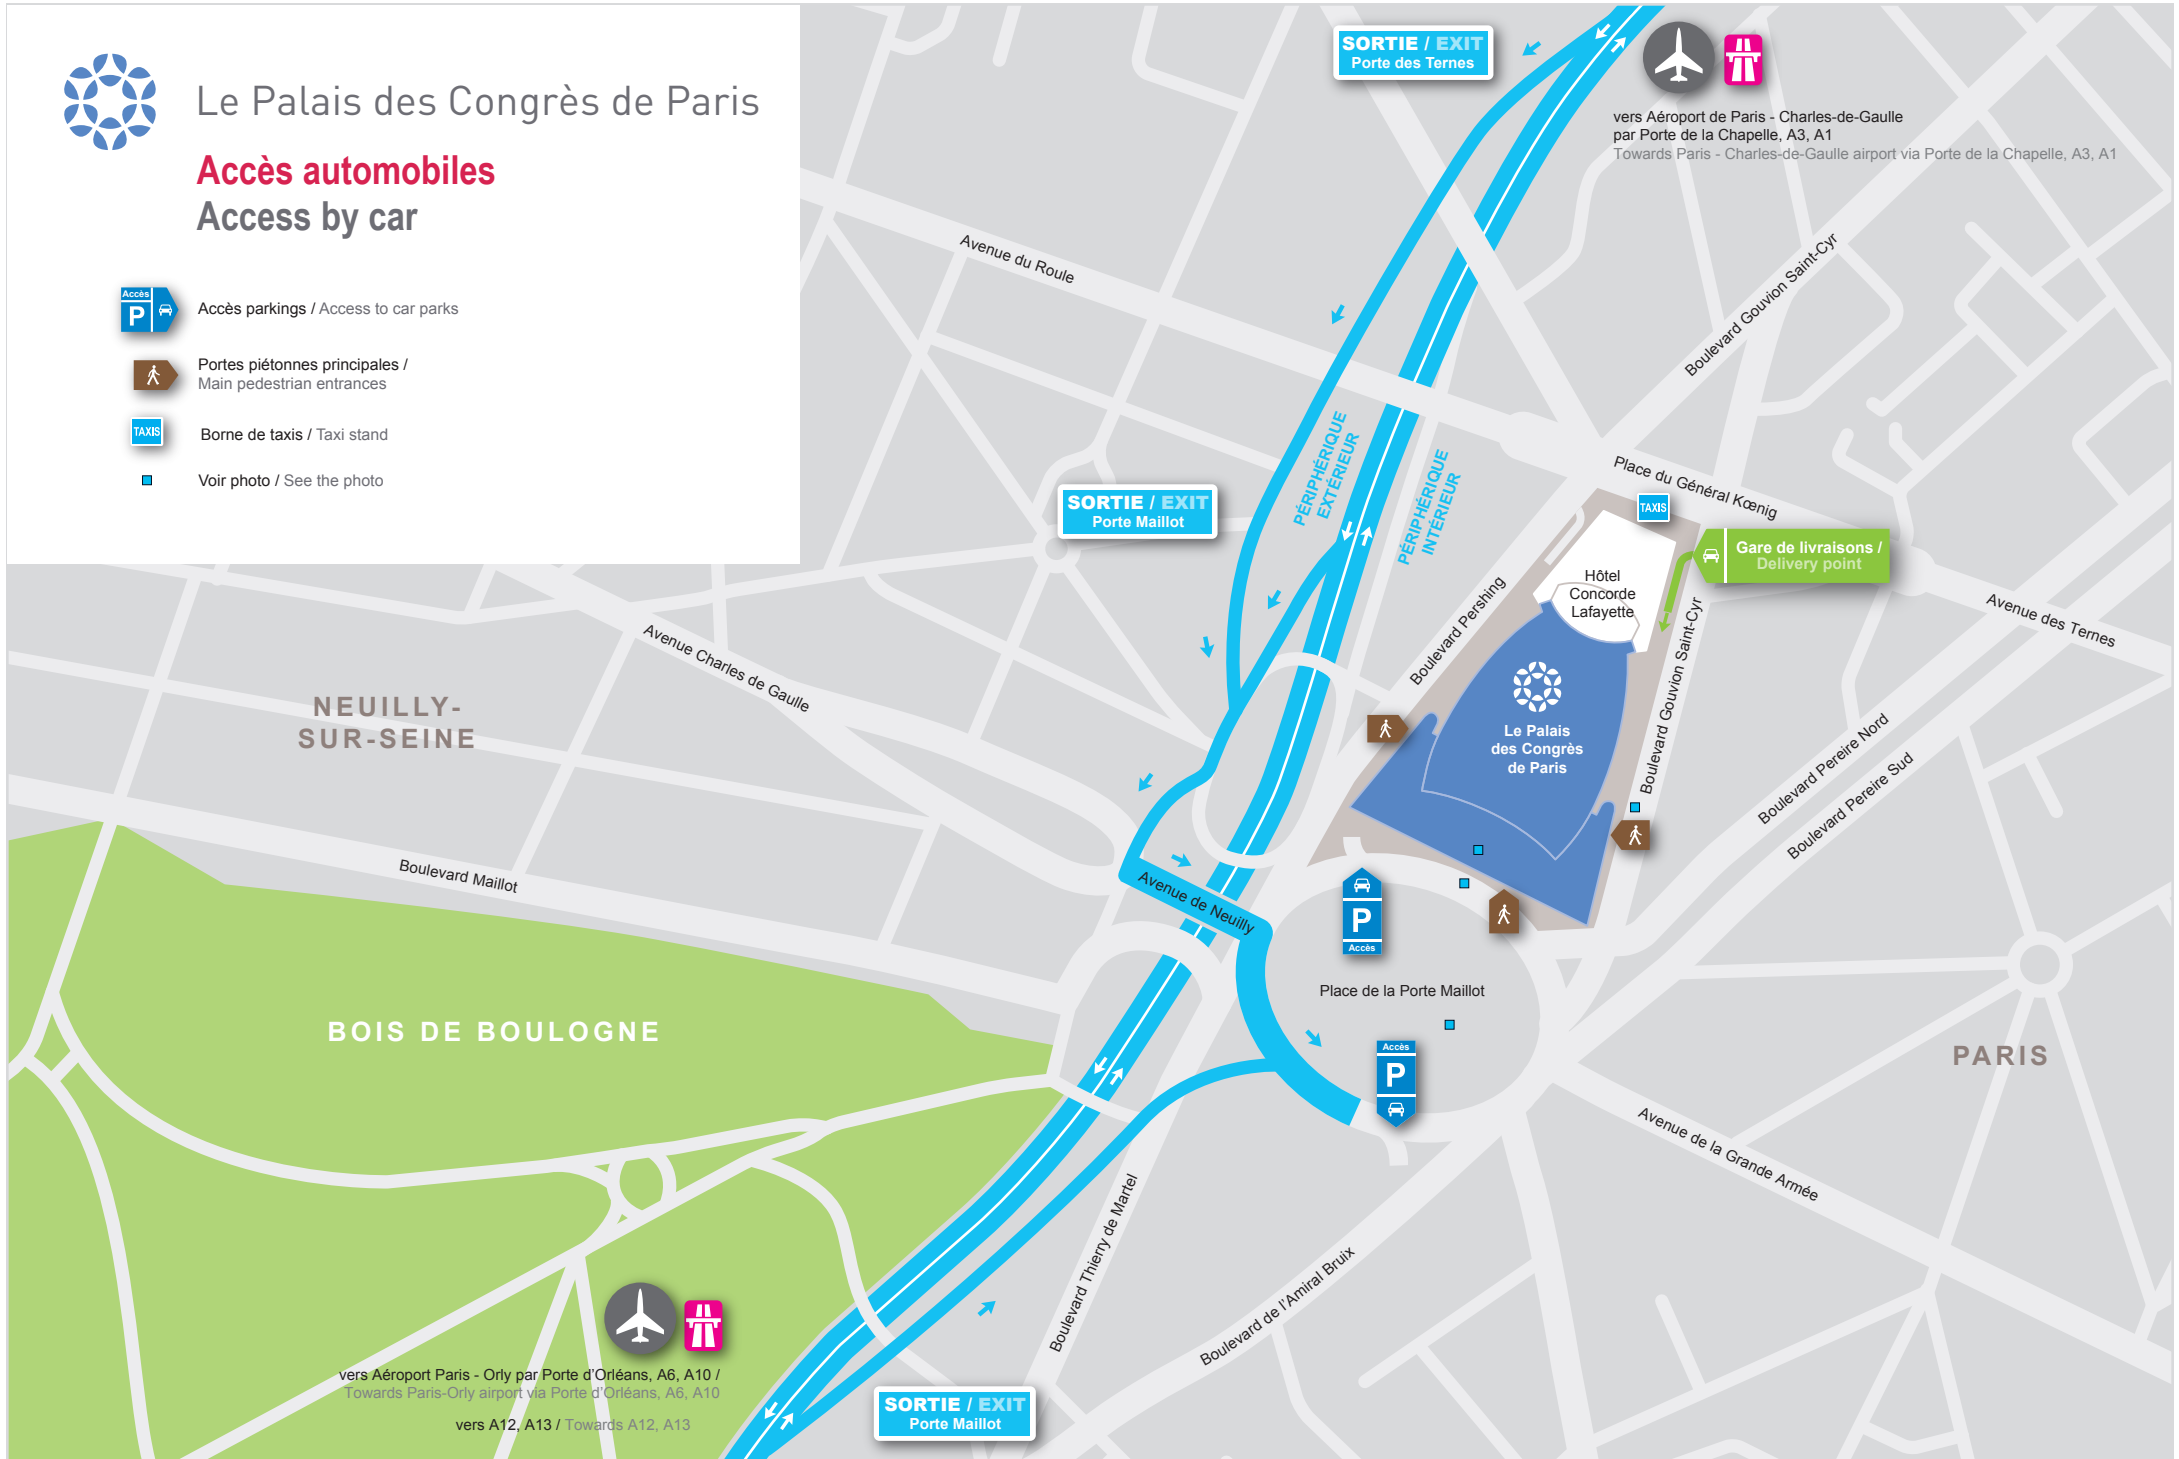 Le Palais des Congrès de Paris
Accès automobiles
Access by car
Accès
P
Accès parkings / Access to car parks
Portes piétonnes principales /
Main pedestrian entrances
TAXIS
Borne de taxis / Taxi stand
Voir photo / See the photo
SORTIE / EXIT
Porte des Ternes
vers Aéroport de Paris - Charles-de-Gaulle
par Porte de la Chapelle, A3, A1
Towards Paris - Charles-de-Gaulle airport via Porte de la Chapelle, A3, A1
Avenue du Roule
Boulevard Gouvion Saint-Cyr
PÉRIPHÉRIQUE
EXTÉRIEUR
PÉRIPHÉRIQUE
INTÉRIEUR
SORTIE / EXIT
Porte Maillot
Place du Général Kœnig
TAXIS
Gare de livraisons /
Delivery point
Hôtel
Concorde
Lafayette
Boulevard Pershing
Avenue des Ternes
Boulevard Gouvion Saint-Cyr
Avenue Charles de Gaulle
NEUILLY-
SUR-SEINE
Le Palais
des Congrès
de Paris
Boulevard Pereire Nord
Boulevard Pereire Sud
Boulevard Maillot
Avenue de Neuilly
P
Accès
Place de la Porte Maillot
BOIS DE BOULOGNE
Accès
P
PARIS
Avenue de la Grande Armée
Boulevard Thierry de Martel
Boulevard de l'Amiral Bruix
vers Aéroport Paris - Orly par Porte d'Orléans, A6, A10 /
Towards Paris-Orly airport via Porte d'Orléans, A6, A10
vers A12, A13 / Towards A12, A13
SORTIE / EXIT
Porte Maillot